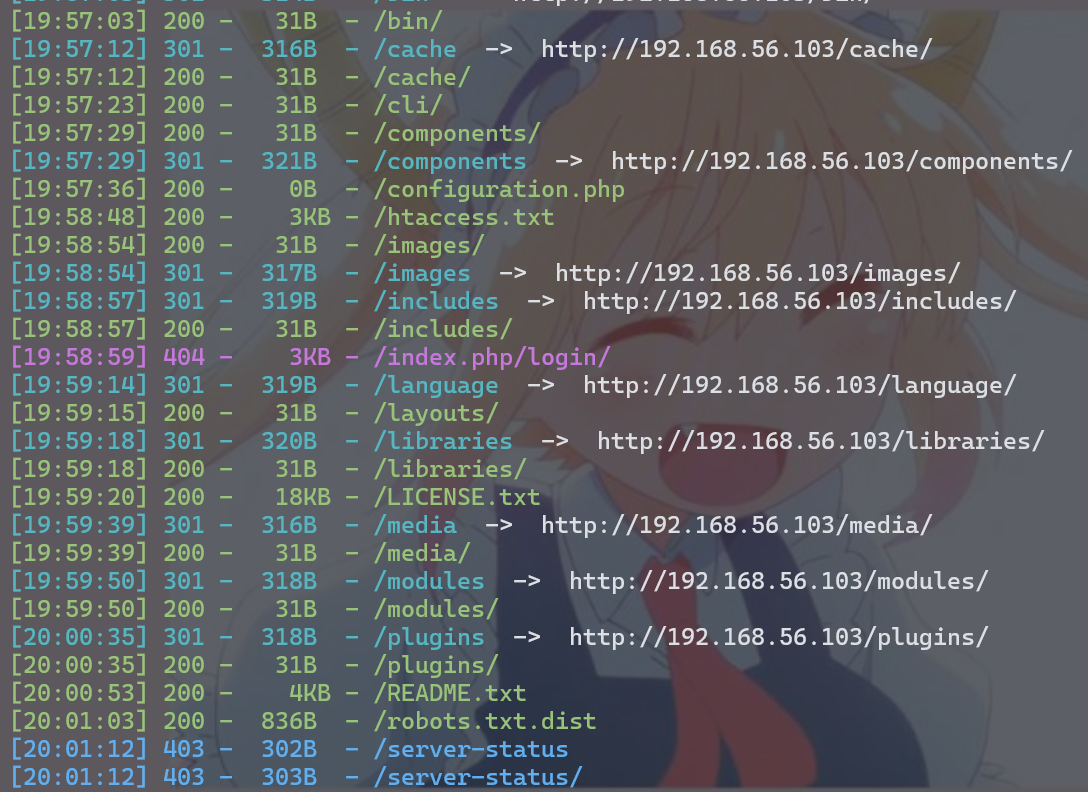 [19:57:03] 200 -   31B  - /bin/
[19:57:12] 301 -  316B  - /cache  ->  http://192.168.56.103/cache/
[19:57:12] 200 -   31B  - /cache/
[19:57:23] 200 -   31B  - /cli/
[19:57:29] 200 -   31B  - /components/
[19:57:29] 301 -  321B  - /components  ->  http://192.168.56.103/components/
[19:57:36] 200 -    0B  - /configuration.php
[19:58:48] 200 -    3KB - /htaccess.txt
[19:58:54] 200 -   31B  - /images/
[19:58:54] 301 -  317B  - /images  ->  http://192.168.56.103/images/
[19:58:57] 301 -  319B  - /includes  ->  http://192.168.56.103/includes/
[19:58:57] 200 -   31B  - /includes/
[19:58:59] 404 -    3KB - /index.php/login/
[19:59:14] 301 -  319B  - /language  ->  http://192.168.56.103/language/
[19:59:15] 200 -   31B  - /layouts/
[19:59:18] 301 -  320B  - /libraries  ->  http://192.168.56.103/libraries/
[19:59:18] 200 -   31B  - /libraries/
[19:59:20] 200 -   18KB - /LICENSE.txt
[19:59:39] 301 -  316B  - /media  ->  http://192.168.56.103/media/
[19:59:39] 200 -   31B  - /media/
[19:59:50] 301 -  318B  - /modules  ->  http://192.168.56.103/modules/
[19:59:50] 200 -   31B  - /modules/
[20:00:35] 301 -  318B  - /plugins  ->  http://192.168.56.103/plugins/
[20:00:35] 200 -   31B  - /plugins/
[20:00:53] 200 -    4KB - /README.txt
[20:01:03] 200 -  836B  - /robots.txt.dist
[20:01:12] 403 -  302B  - /server-status
[20:01:12] 403 -  303B  - /server-status/